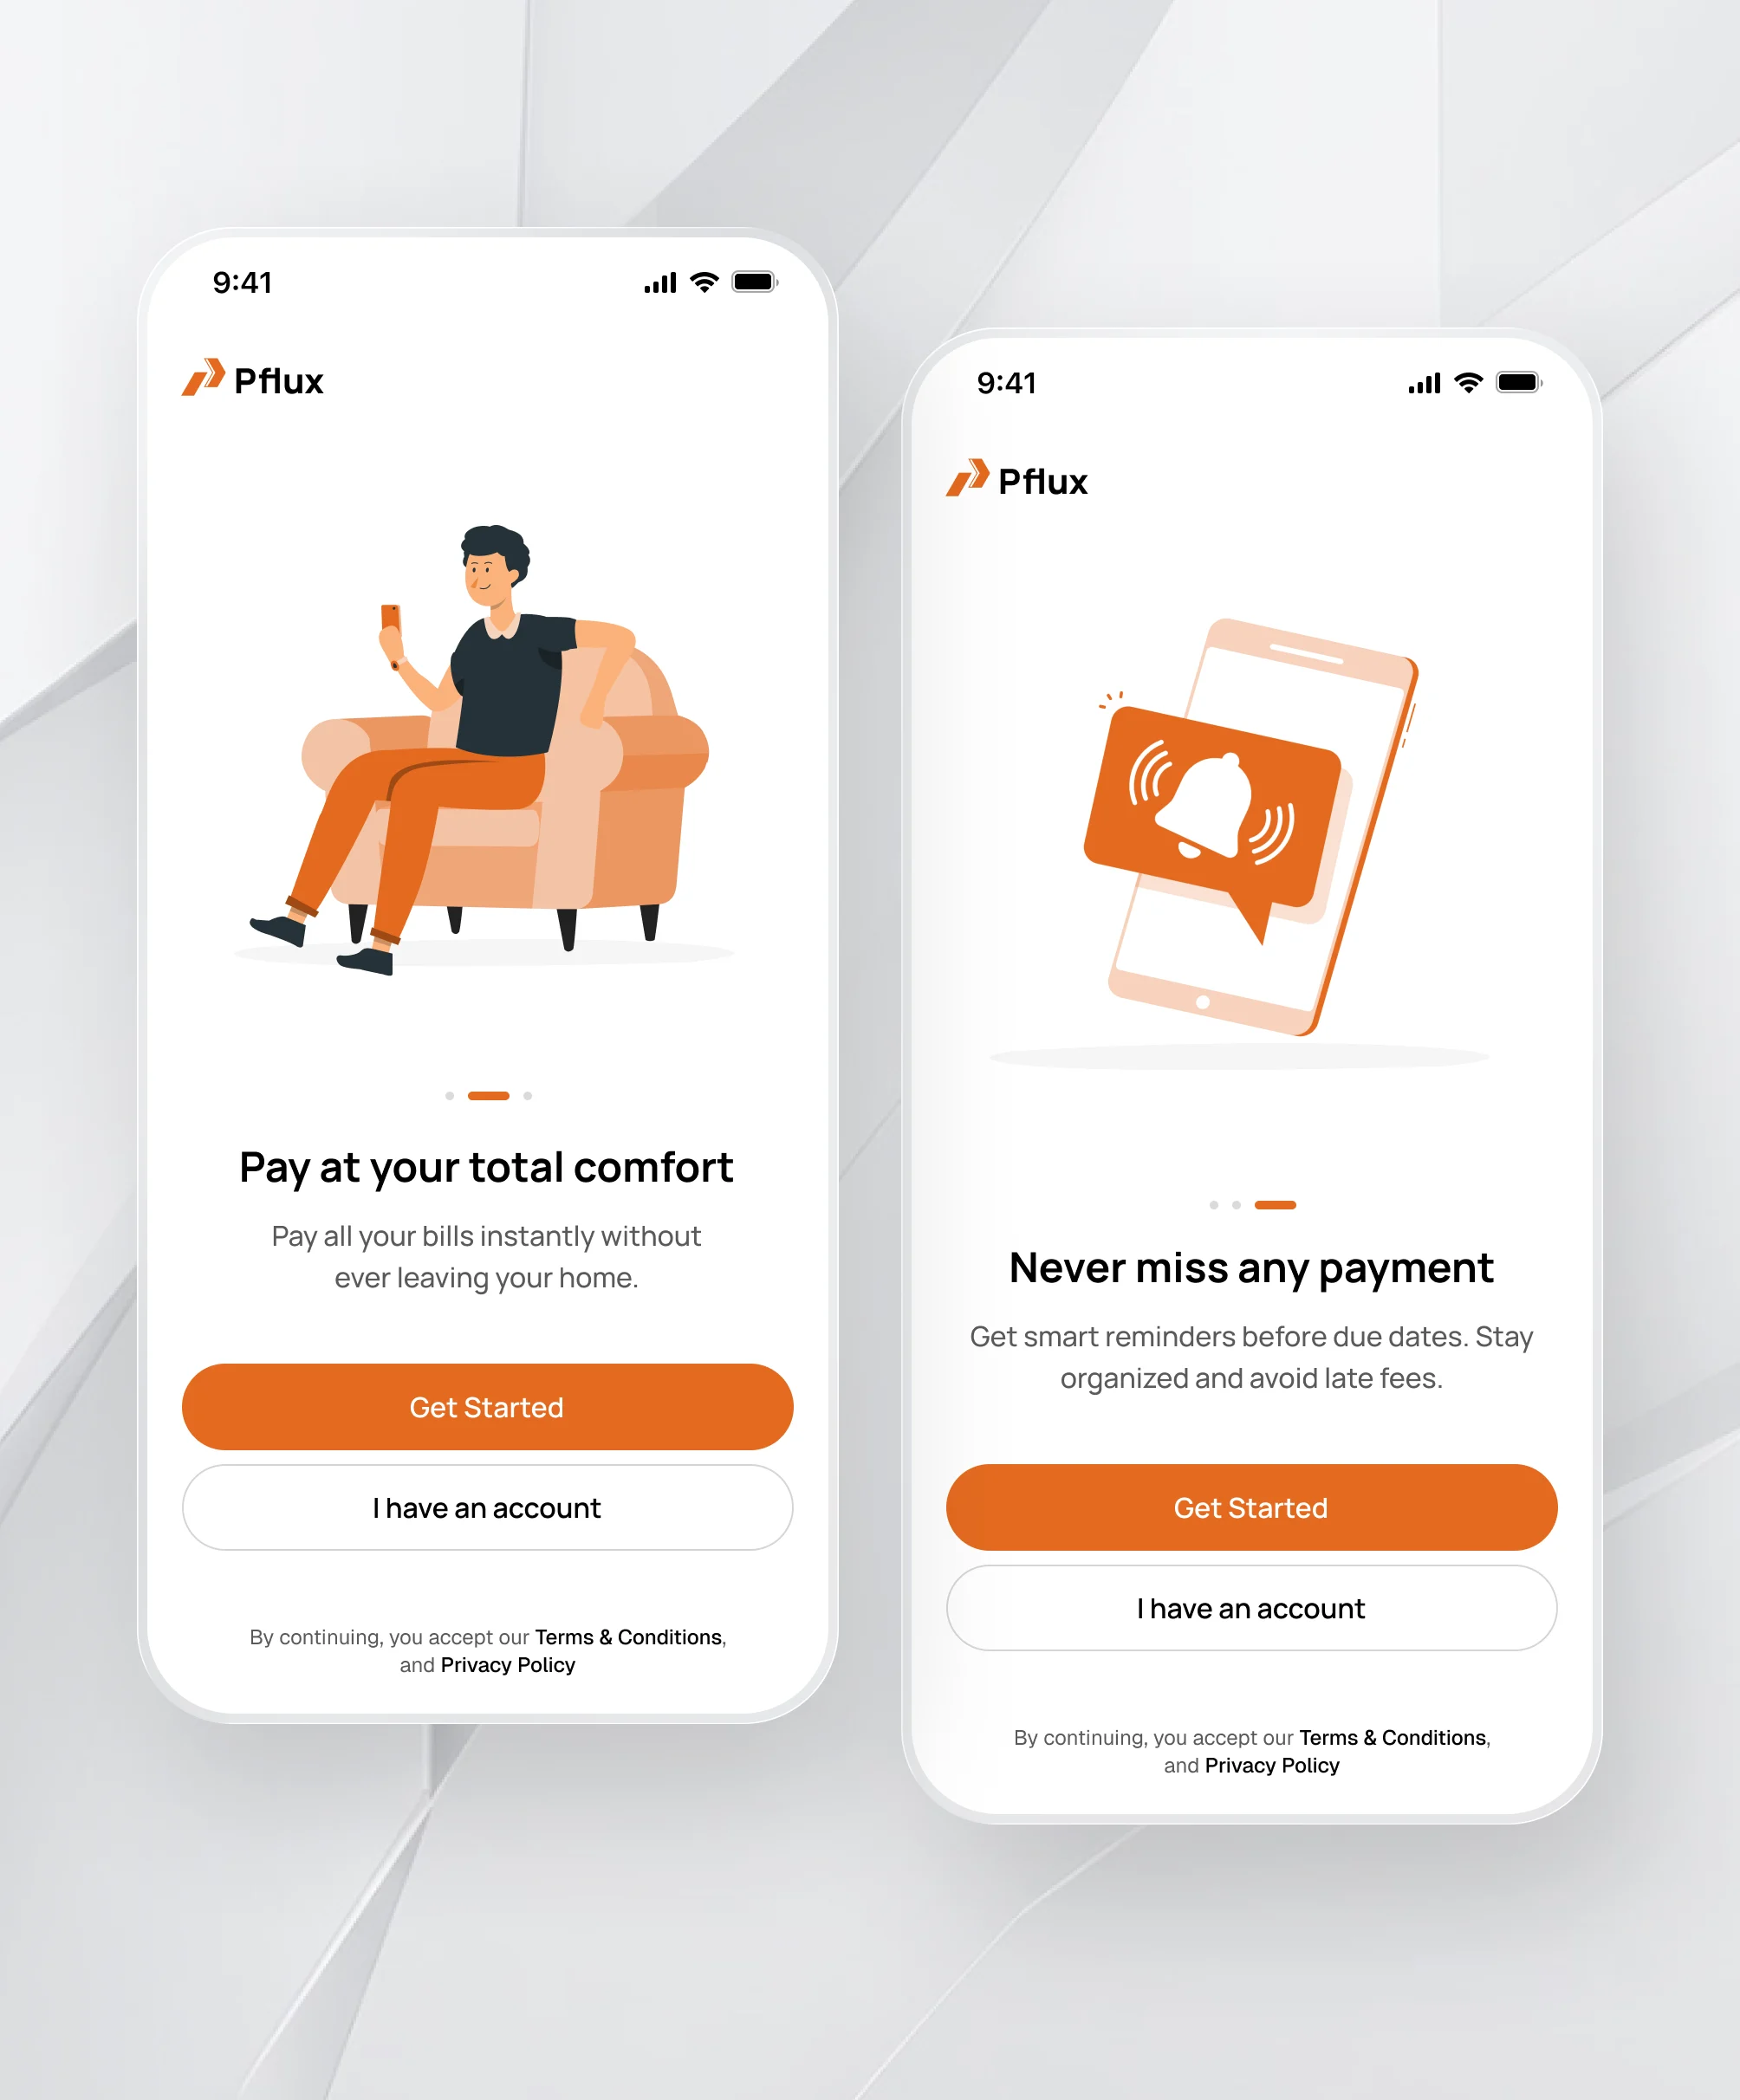 9:41
Pflux
Pay at your total comfort
Pay all your bills instantly without
ever leaving your home.
Get Started
I have an account
By continuing, you accept our Terms & Conditions,
and Privacy Policy
9:41
Pflux
Never miss any payment
Get smart reminders before due dates. Stay
organized and avoid late fees.
Get Started
I have an account
By continuing, you accept our Terms & Conditions,
and Privacy Policy